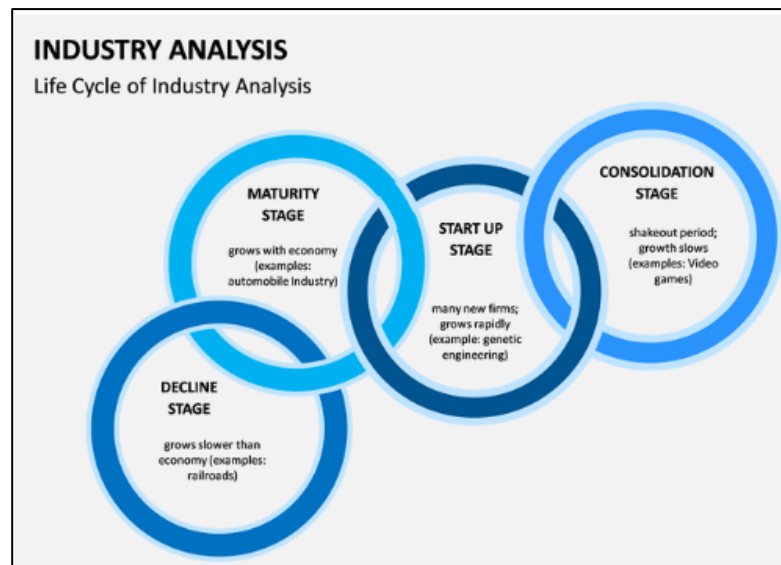 INDUSTRY ANALYSIS
Life Cycle of Industry Analysis
MATURITY
STAGE
grows with economy
(examples:
automobile Industry)
START UP
STAGE
many new firms;
grows rapidly
(example: genetic
engineering)
CONSOLIDATION
STAGE
shakeout period;
growth slows
(examples: Video
games)
DECLINE
STAGE
grows slower than
economy (examples:
railroads)